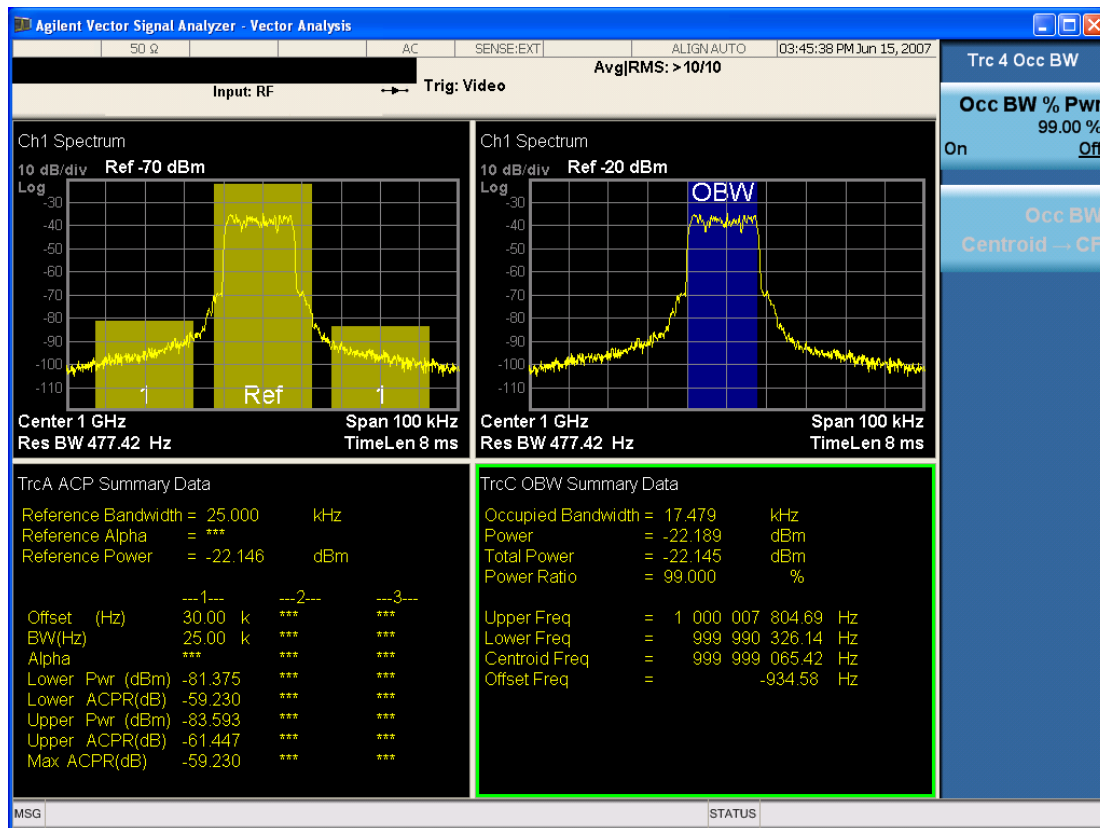 Agilent Vector Signal Analyzer - Vector Analysis
50 Ω AC SENSE:EXT ALIGN AUTO 03:45:38 PM Jun 15, 2007
Avg|RMS: >10/10
Input: RF Trig: Video
Trc 4 Occ BW
Occ BW % Pwr
99.00 %
On Off
Occ BW
Centroid → CF
Ch1 Spectrum
10 dB/div Ref -70 dBm
Log
-30
-40
-50
-60
-70
-80
-90
-100
-110
1 Ref 1
Center 1 GHz Span 100 kHz
Res BW 477.42 Hz TimeLen 8 ms
Ch1 Spectrum
10 dB/div Ref -20 dBm
Log
OBW
-30
-40
-50
-60
-70
-80
-90
-100
-110
Center 1 GHz Span 100 kHz
Res BW 477.42 Hz TimeLen 8 ms
TrcA ACP Summary Data
Reference Bandwidth = 25.000 kHz
Reference Alpha = ***
Reference Power = -22.146 dBm
---1--- ---2--- ---3---
Offset (Hz) 30.00 k *** ***
BW(Hz) 25.00 k *** ***
Alpha *** *** ***
Lower Pwr (dBm) -81.375 *** ***
Lower ACPR(dB) -59.230 *** ***
Upper Pwr (dBm) -83.593 *** ***
Upper ACPR(dB) -61.447 *** ***
Max ACPR(dB) -59.230 *** ***
TrcC OBW Summary Data
Occupied Bandwidth = 17.479 kHz
Power = -22.189 dBm
Total Power = -22.145 dBm
Power Ratio = 99.000 %
Upper Freq = 1 000 007 804.69 Hz
Lower Freq = 999 990 326.14 Hz
Centroid Freq = 999 999 065.42 Hz
Offset Freq = -934.58 Hz
MSG STATUS